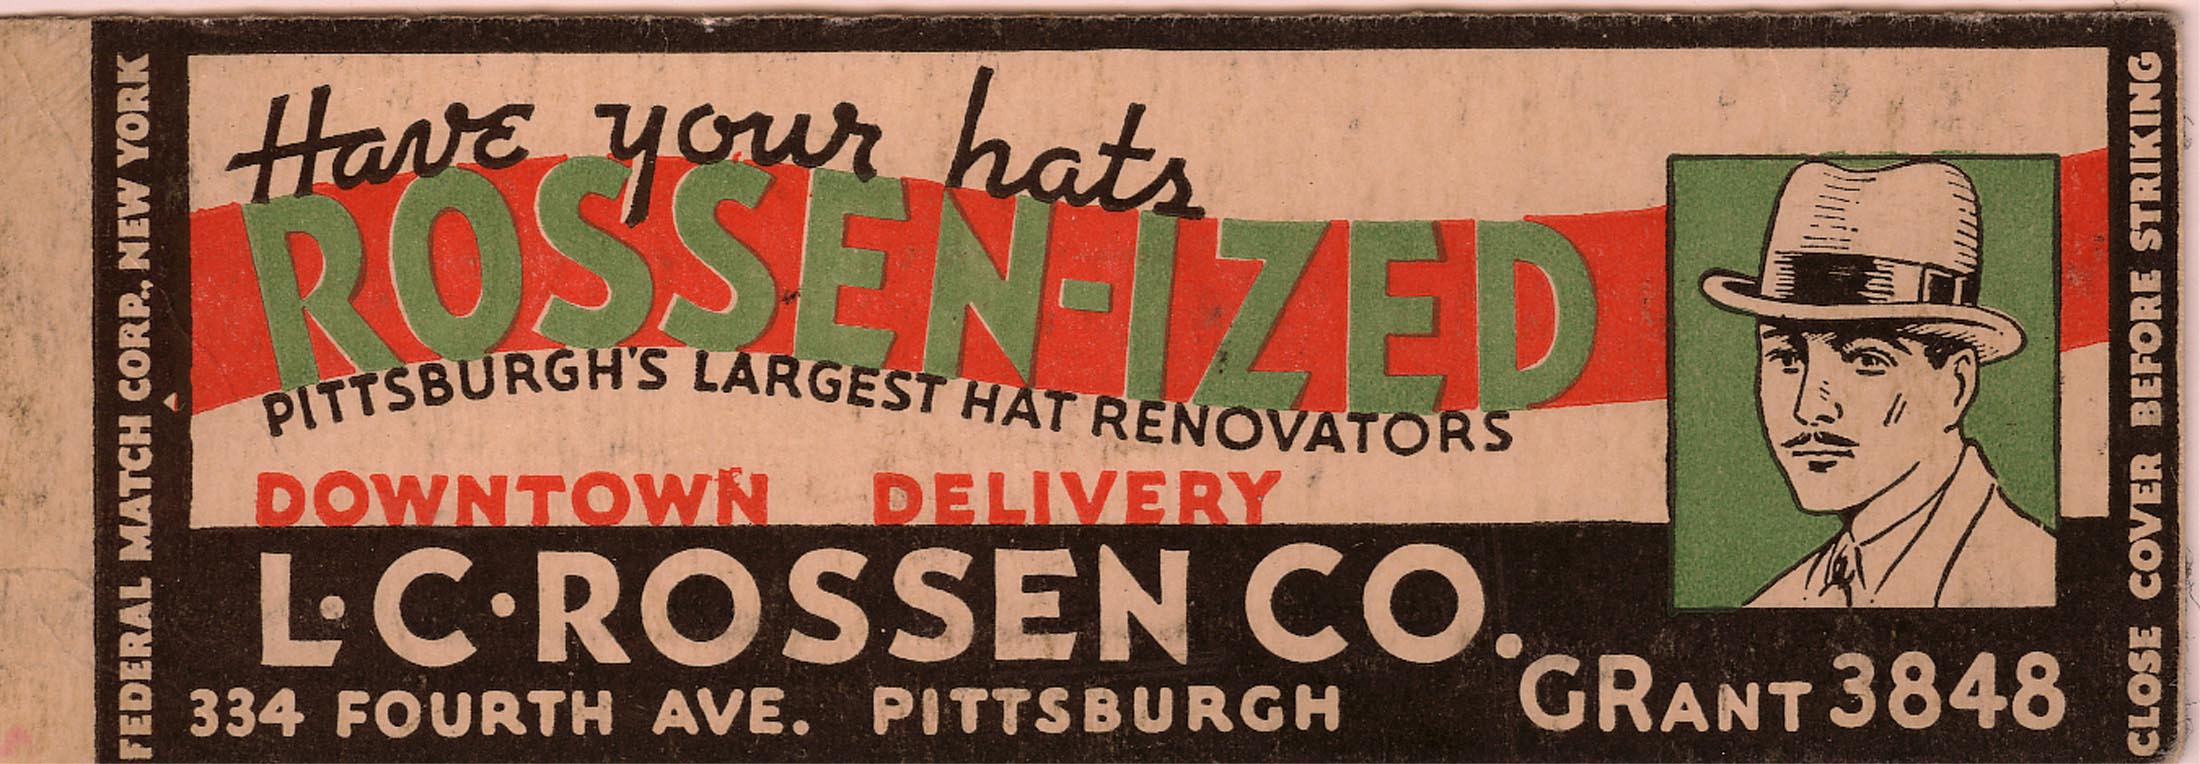 FEDERAL MATCH CORP., NEW YORK
Have your hats
ROSSEN-IZED
PITTSBURGH'S LARGEST HAT RENOVATORS
DOWNTOWN DELIVERY
L·C·ROSSEN CO.
334 FOURTH AVE. PITTSBURGH
GRANT 3848
CLOSE COVER BEFORE STRIKING